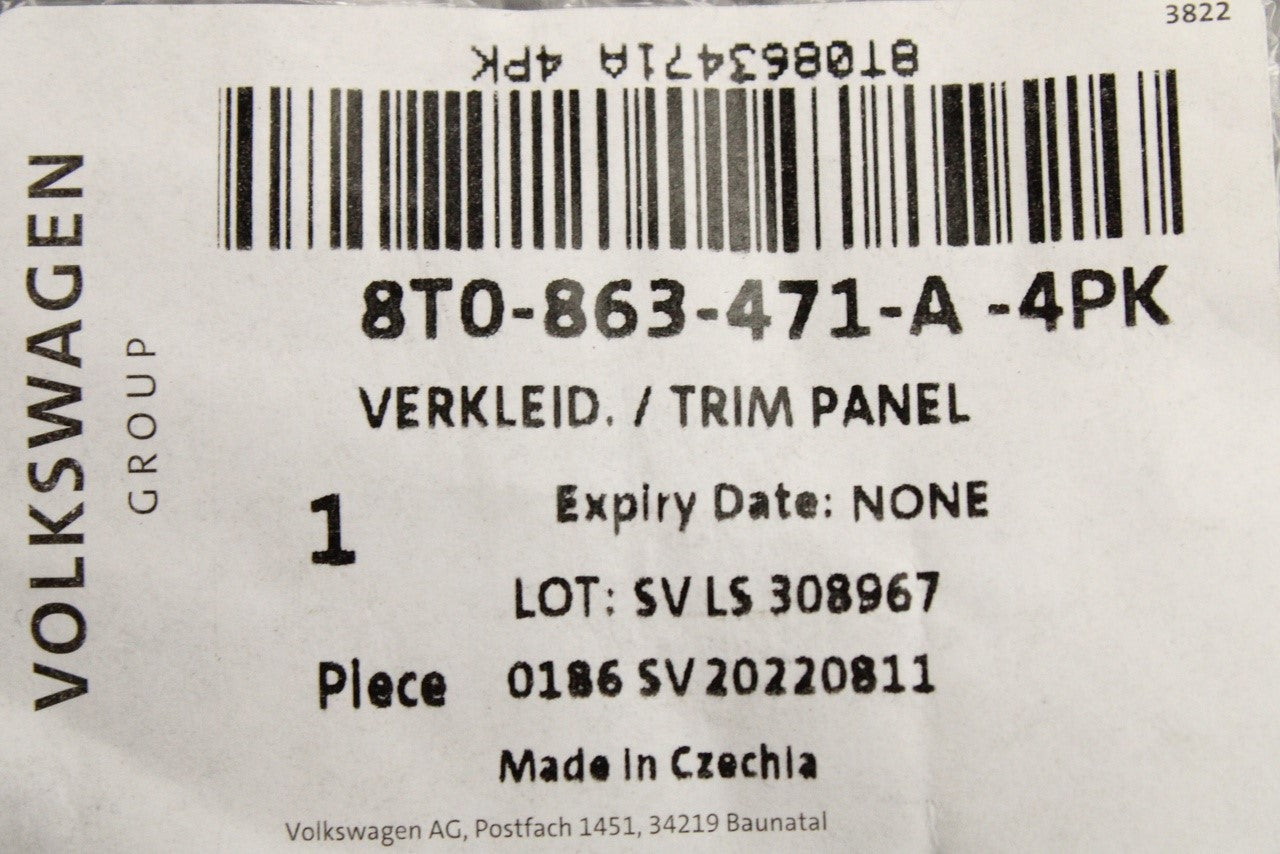 3822
8T0863471A 4PK
8T0-863-471-A -4PK
VERKLEID. / TRIM PANEL
Expiry Date: NONE
1
LOT: SV LS 308967
Piece 0186 SV 20220811
Made in Czechia
Volkswagen AG, Postfach 1451, 34219 Baunatal
VOLKSWAGEN
GROUP